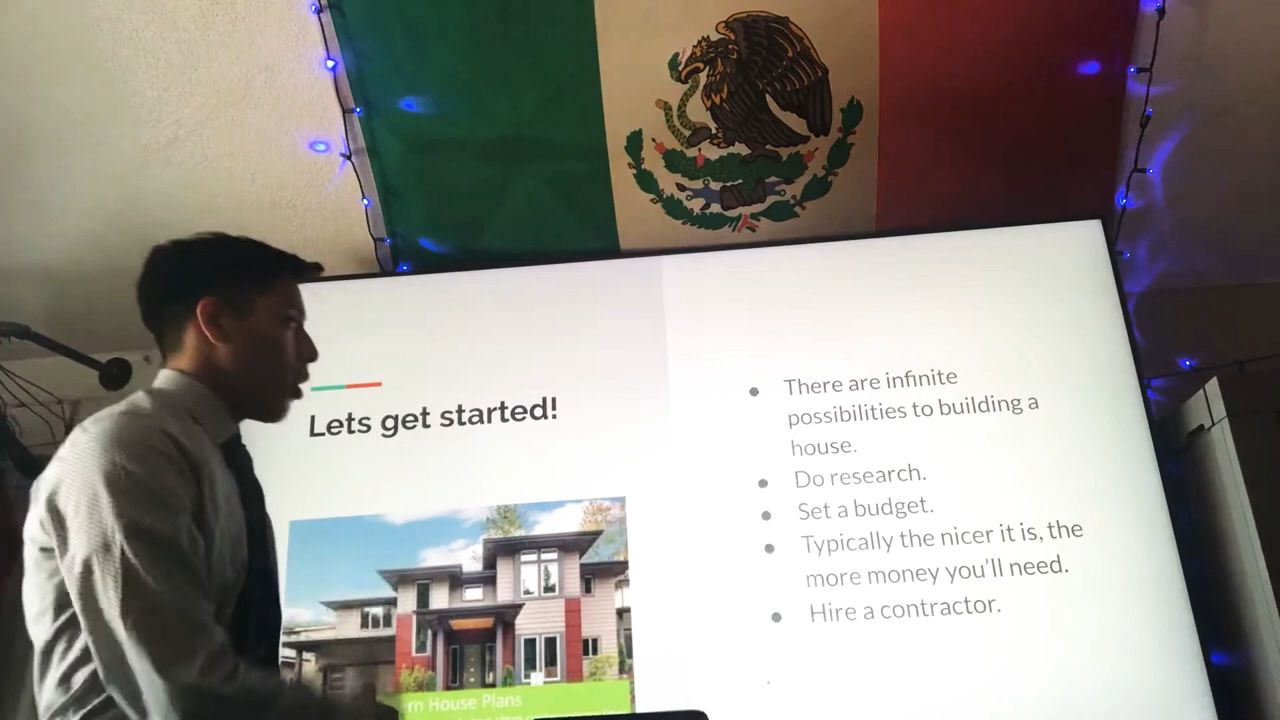 Lets get started!
There are infinite
possibilities to building a
house.
Do research.
Set a budget.
Typically the nicer it is, the
more money you'll need.
Hire a contractor.
House Plans